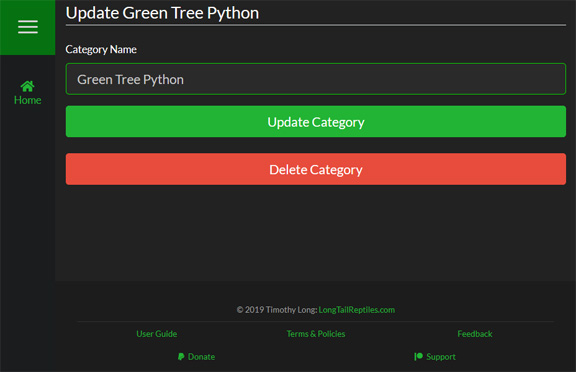 Update Green Tree Python
Category Name
Green Tree Python
Update Category
Home
Delete Category
© 2019 Timothy Long: LongTailReptiles.com
User Guide Terms & Policies Feedback
Donate Support